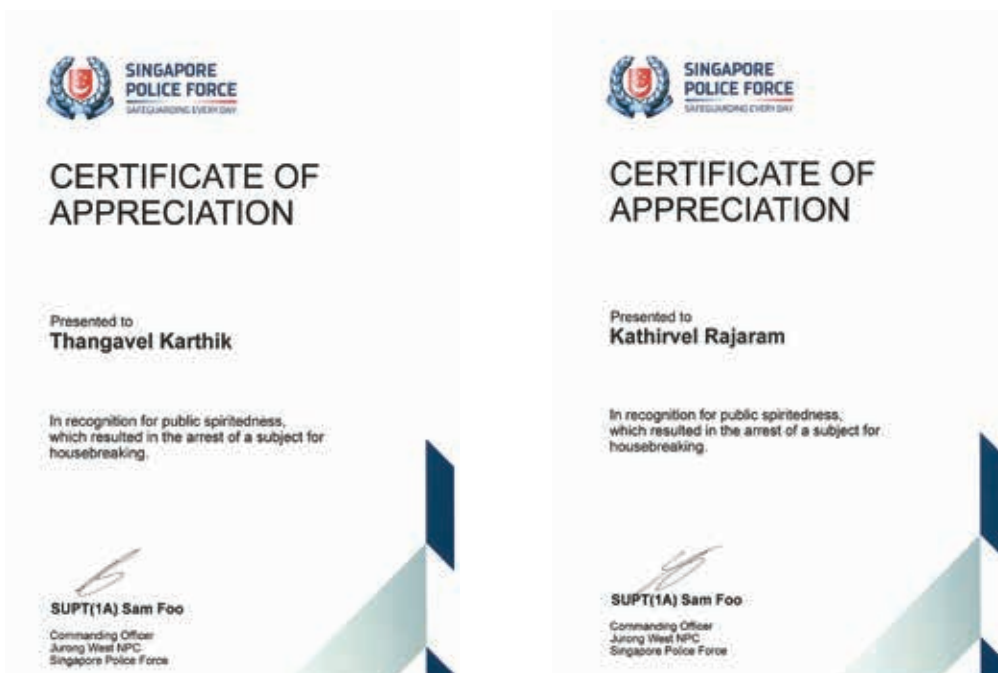 SINGAPORE
POLICE FORCE
SAFEGUARDING EVERY DAY
CERTIFICATE OF
APPRECIATION
Presented to
Thangavel Karthik
In recognition for public spiritedness,
which resulted in the arrest of a subject for
housebreaking.
SUPT(1A) Sam Foo
Commanding Officer
Jurong West NPC
Singapore Police Force
SINGAPORE
POLICE FORCE
SAFEGUARDING EVERY DAY
CERTIFICATE OF
APPRECIATION
Presented to
Kathirvel Rajaram
In recognition for public spiritedness,
which resulted in the arrest of a subject for
housebreaking.
SUPT(1A) Sam Foo
Commanding Officer
Jurong West NPC
Singapore Police Force